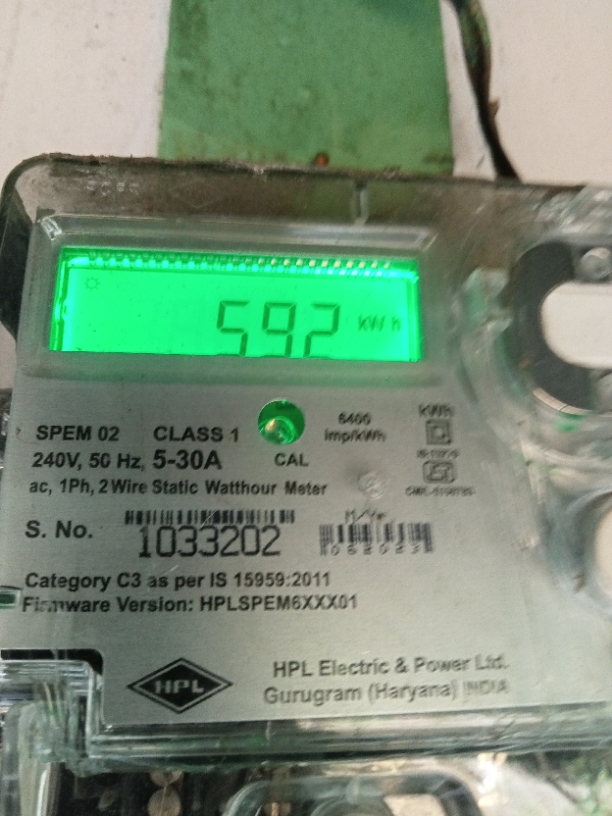 592 kWh
SPEM 02 CLASS 1
6400
imp/kWh
kWh
240V, 50 Hz, 5-30A
CAL
ac, 1Ph, 2 Wire Static Watthour Meter
S. No.
1033202
M/Yr
Category C3 as per IS 15959:2011
Firmware Version: HPLSPEM6XXX01
HPL
HPL Electric & Power Ltd.
Gurugram (Haryana) INDIA